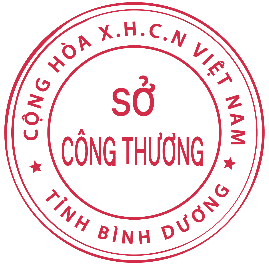 CỘNG HÒA X.H.C.N VIỆT NAM
SỞ
CÔNG THƯƠNG
★ TỈNH BÌNH DƯƠNG ★